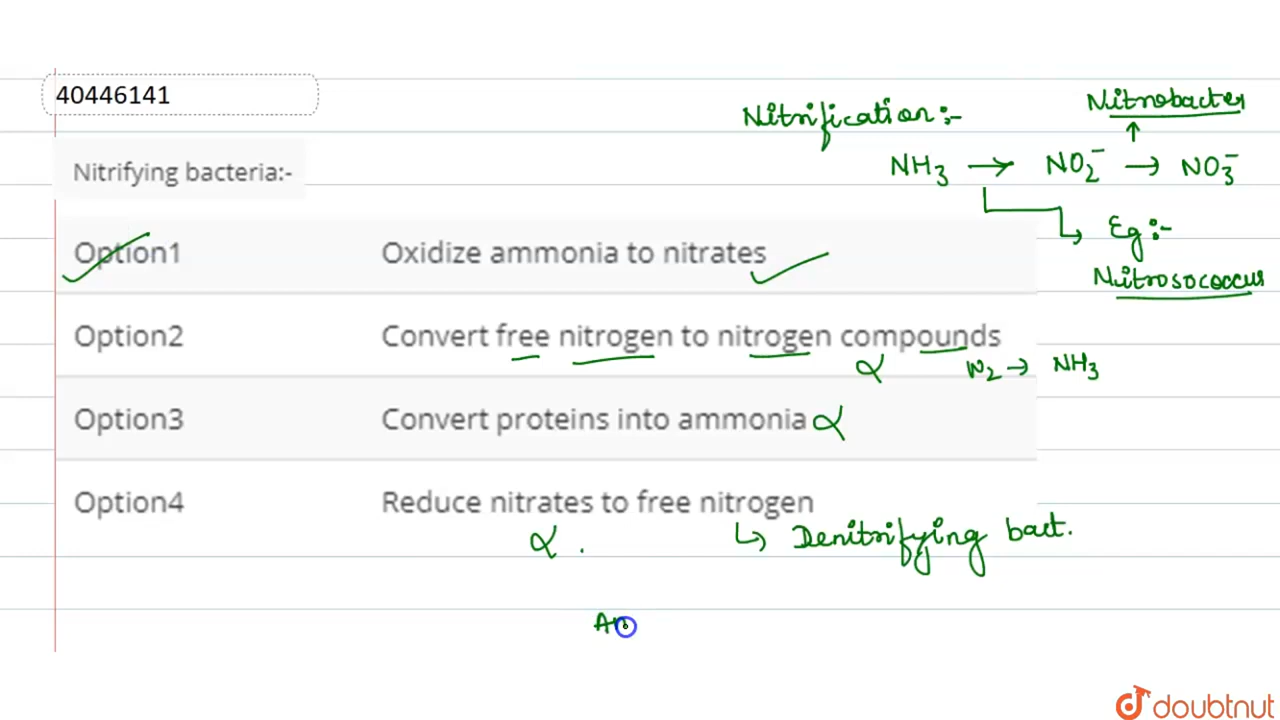 40446141
Nitrifying bacteria:-
Nitrification :-
Nitrobacter
↑
NH3 → NO2⁻ → NO3⁻
Eg :-
Nitrosococcus
Option1 Oxidize ammonia to nitrates
Option2 Convert free nitrogen to nitrogen compounds
N2 → NH3
Option3 Convert proteins into ammonia
Option4 Reduce nitrates to free nitrogen
↳ Denitrifying bact.
An
doubtnut